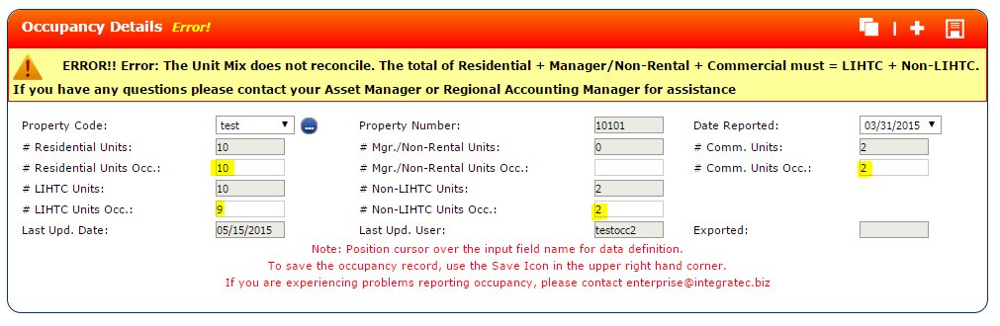 Occupancy Details Error!
ERROR!! Error: The Unit Mix does not reconcile. The total of Residential + Manager/Non-Rental + Commercial must = LIHTC + Non-LIHTC.
If you have any questions please contact your Asset Manager or Regional Accounting Manager for assistance
Property Code: test ... Property Number: 10101 Date Reported: 03/31/2015
# Residential Units: 10 # Mgr./Non-Rental Units: 0 # Comm. Units: 2
# Residential Units Occ.: 10 # Mgr./Non-Rental Units Occ.: # Comm. Units Occ.: 2
# LIHTC Units: 10 # Non-LIHTC Units: 2
# LIHTC Units Occ.: 9 # Non-LIHTC Units Occ.: 2
Last Upd. Date: 05/15/2015 Last Upd. User: testocc2 Exported:
Note: Position cursor over the input field name for data definition.
To save the occupancy record, use the Save Icon in the upper right hand corner.
If you are experiencing problems reporting occupancy, please contact enterprise@integratec.biz